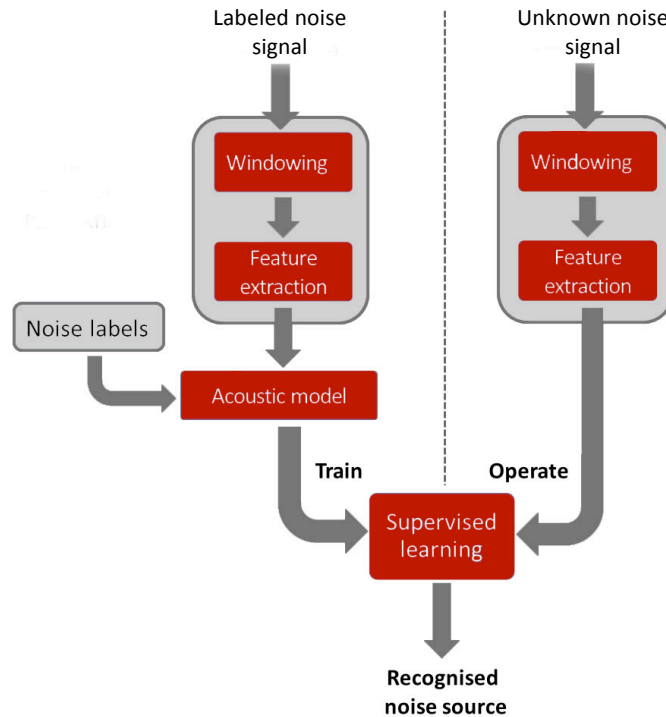 Labeled noise
signal
Unknown noise
signal
Windowing
Feature
extraction
Windowing
Feature
extraction
Noise labels
Acoustic model
Train
Operate
Supervised
learning
Recognised
noise source